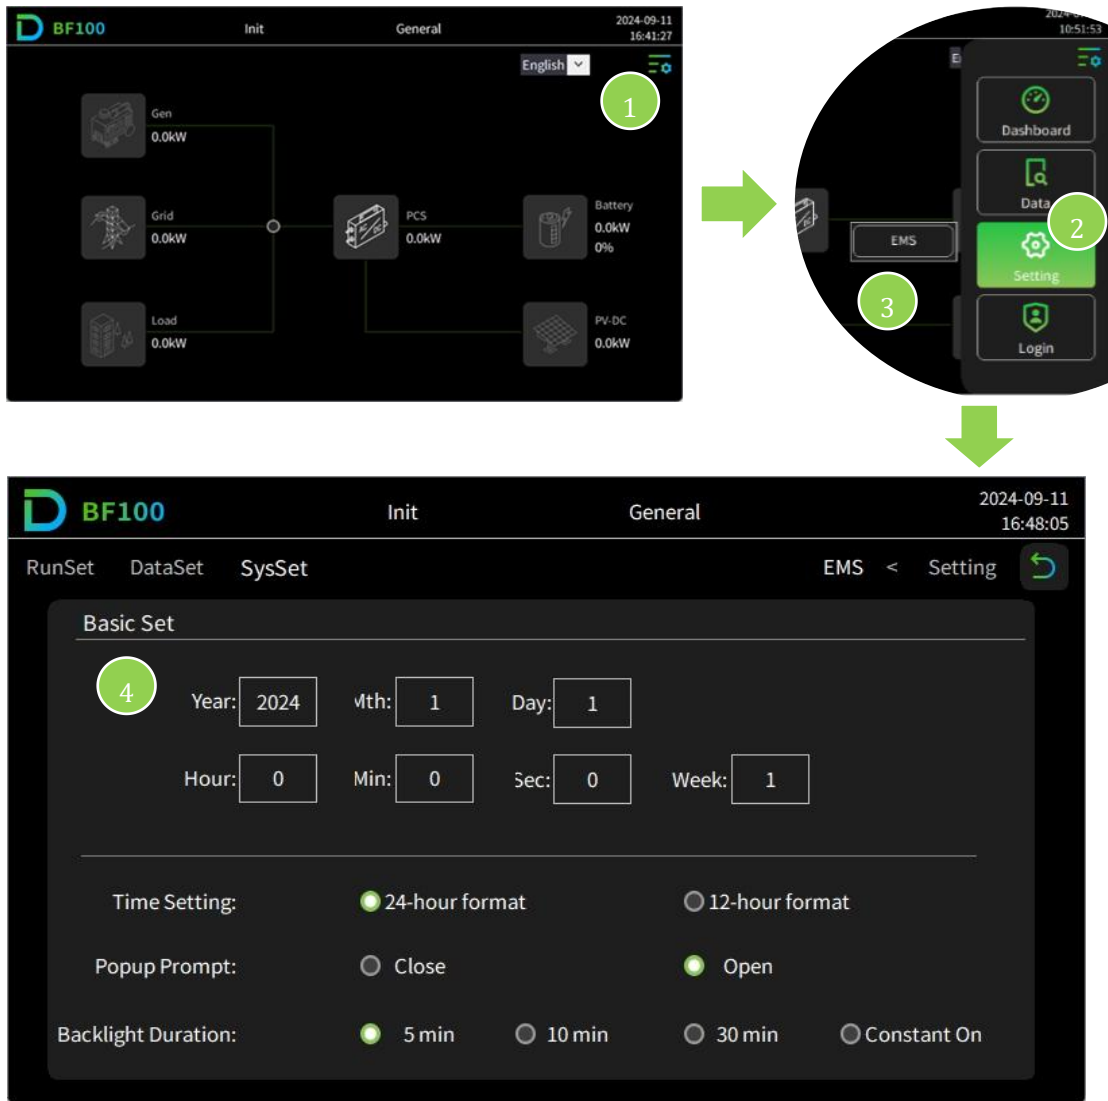 BF100
Init
General
2024-09-11
16:41:27
English
1
Gen
0.0kW
Grid
0.0kW
Load
0.0kW
PCS
0.0kW
Battery
0.0kW
0%
PV-DC
0.0kW
10:51:53
Dashboard
Data
2
Setting
EMS
3
Login
BF100
Init
General
2024-09-11
16:48:05
RunSet DataSet SysSet
EMS < Setting
Basic Set
4
Year: 2024 Mth: 1 Day: 1
Hour: 0 Min: 0 Sec: 0 Week: 1
Time Setting: 24-hour format 12-hour format
Popup Prompt: Close Open
Backlight Duration: 5 min 10 min 30 min Constant On